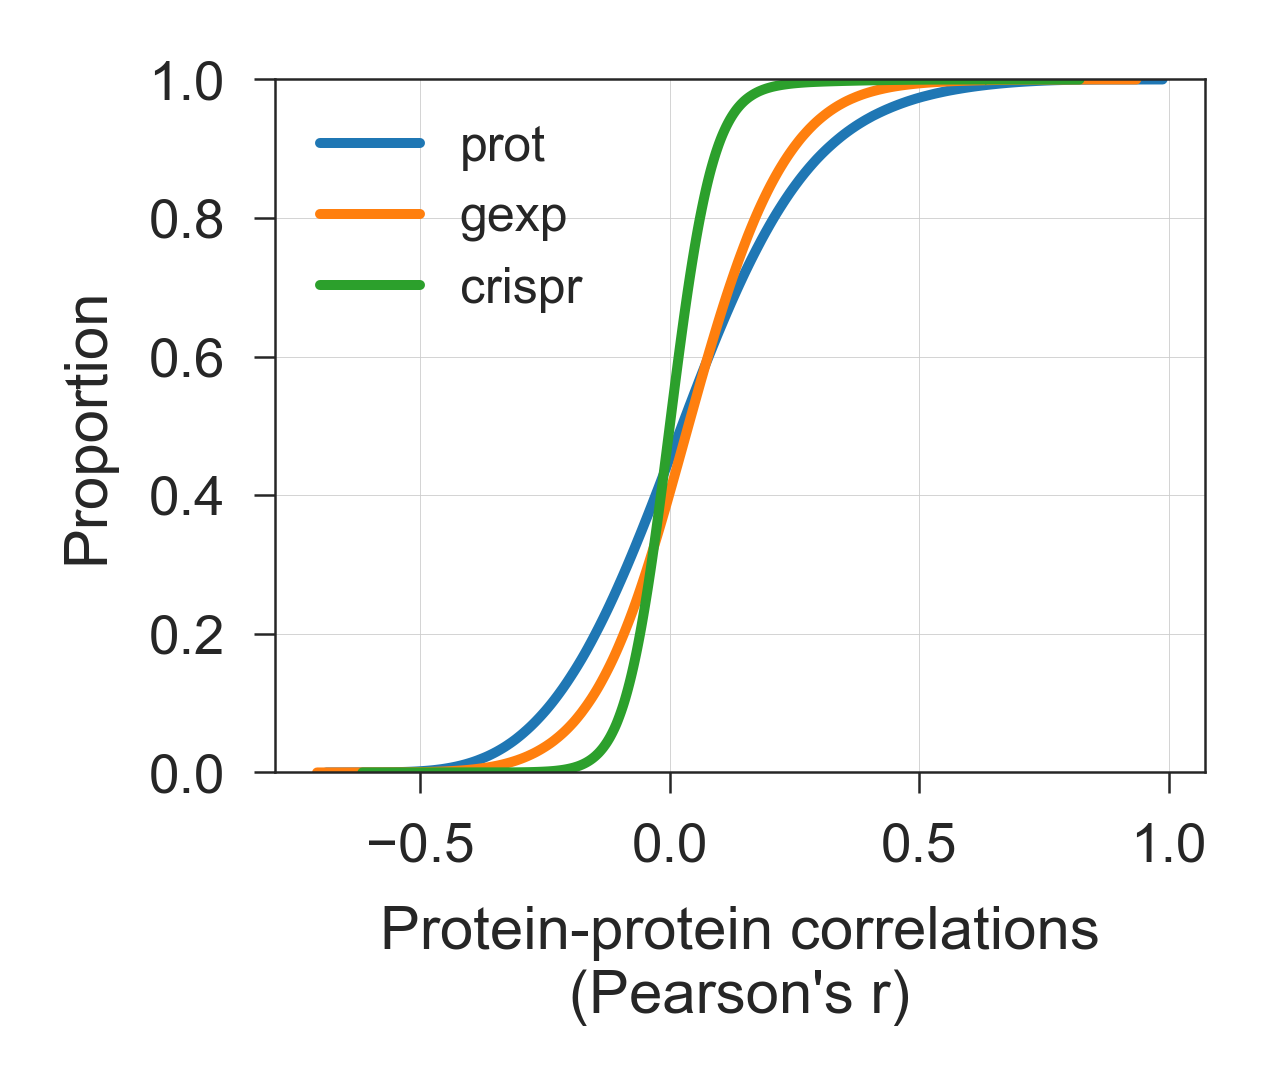 1.0
0.8
0.6
0.4
0.2
0.0
Proportion
prot
gexp
crispr
−0.5
0.0
0.5
1.0
Protein-protein correlations
(Pearson's r)